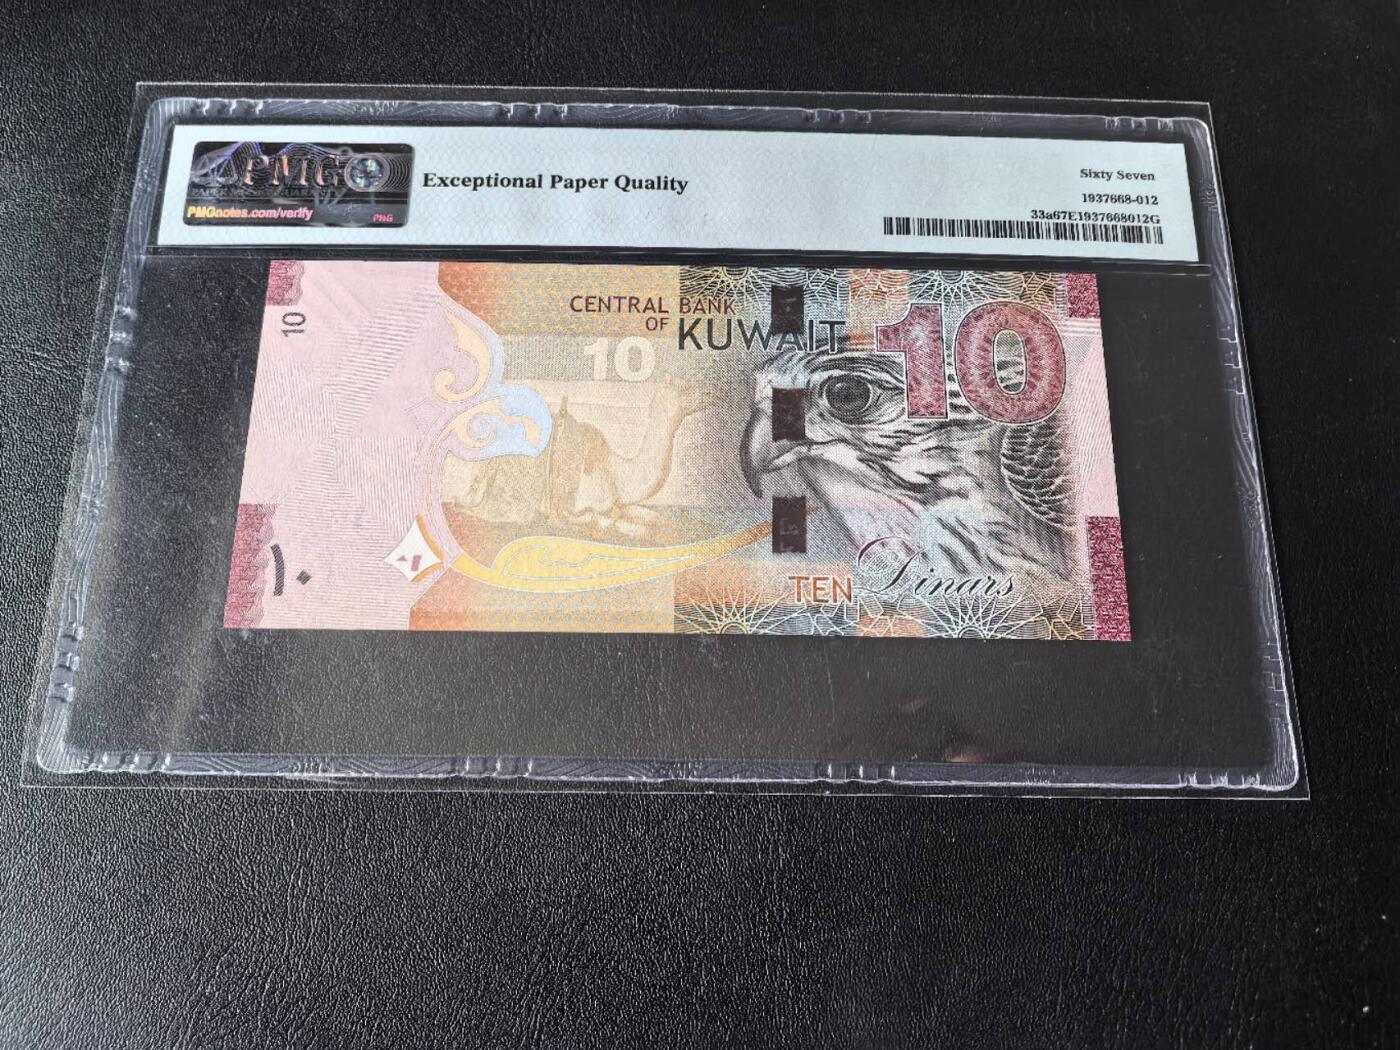 PMG
PMGnotes.com/verify
PMG
Exceptional Paper Quality
Sixty Seven
1937668-012
33a67E1937668012G
10
CENTRAL BANK
OF KUWAIT
10
10
١٠
TEN Dinars